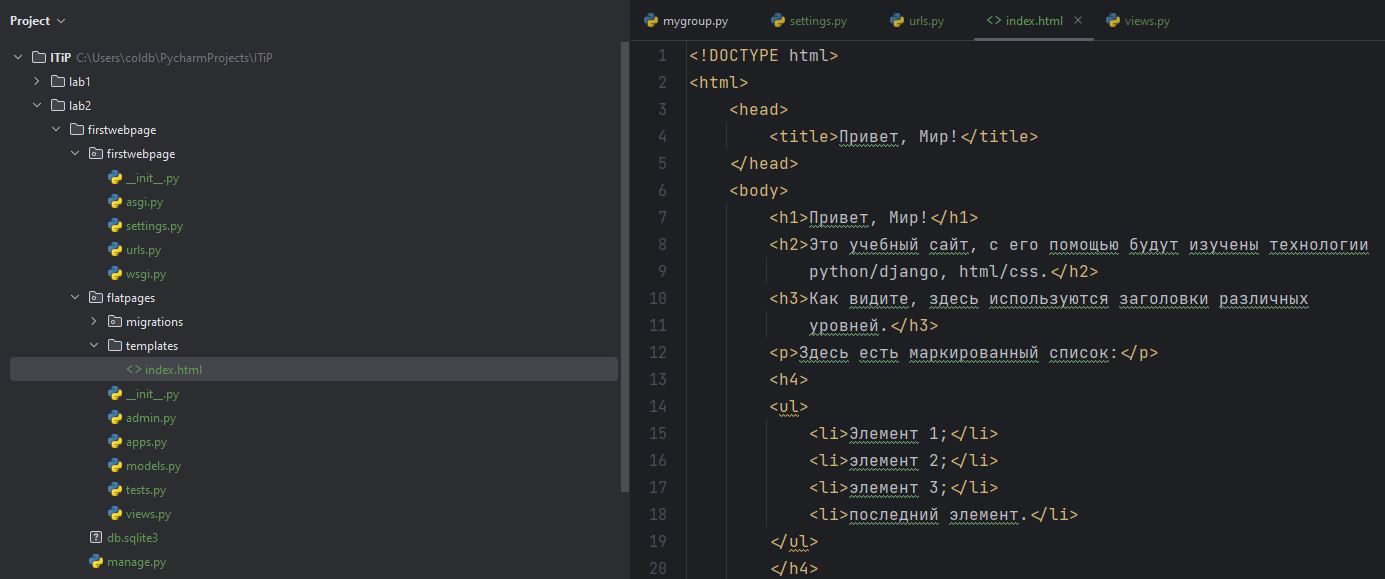 Project
ITiP C:\Users\coldb\PycharmProjects\ITiP
lab1
lab2
firstwebpage
firstwebpage
__init__.py
asgi.py
settings.py
urls.py
wsgi.py
flatpages
migrations
templates
<> index.html
__init__.py
admin.py
apps.py
models.py
tests.py
views.py
db.sqlite3
manage.py
mygroup.py settings.py urls.py <> index.html × views.py
1 <!DOCTYPE html>
2 <html>
3 <head>
4 <title>Привет, Мир!</title>
5 </head>
6 <body>
7 <h1>Привет, Мир!</h1>
8 <h2>Это учебный сайт, с его помощью будут изучены технологии
9 python/django, html/css.</h2>
10 <h3>Как видите, здесь используются заголовки различных
11 уровней.</h3>
12 <p>Здесь есть маркированный список:</p>
13 <h4>
14 <ul>
15 <li>Элемент 1;</li>
16 <li>элемент 2;</li>
17 <li>элемент 3;</li>
18 <li>последний элемент.</li>
19 </ul>
20 </h4>